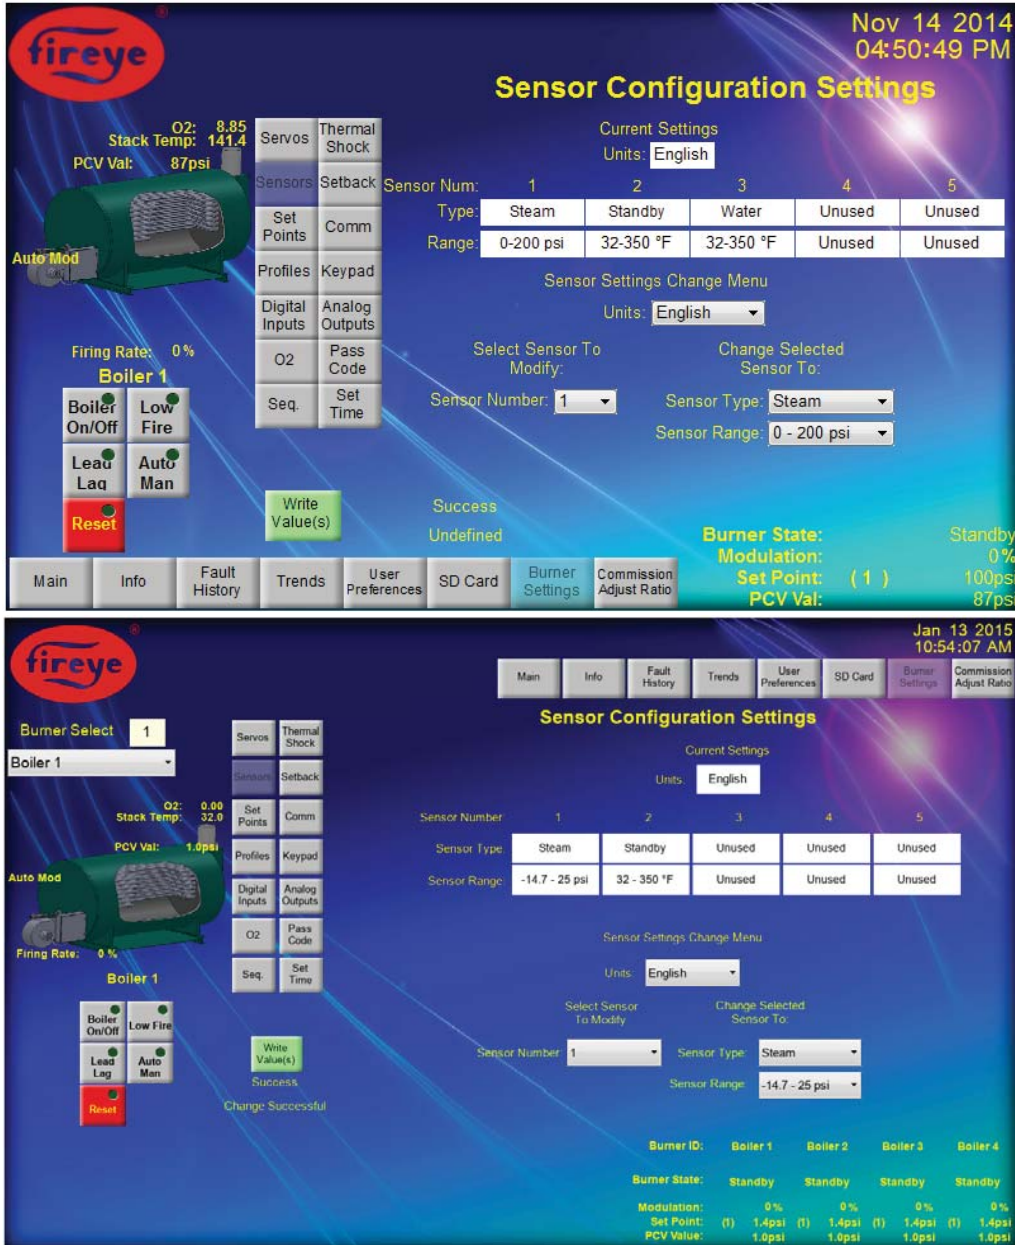 fireye
®
Nov 14 2014
04:50:49 PM
Sensor Configuration Settings
O2: 8.85
Stack Temp: 141.4
PCV Val: 87psi
Auto Mod
Firing Rate: 0%
Boiler 1
Boiler On/Off
Low Fire
Lead Lag
Auto Man
Reset
Servos
Thermal Shock
Sensors
Setback
Set Points
Comm
Profiles
Keypad
Digital Inputs
Analog Outputs
O2
Pass Code
Seq.
Set Time
Current Settings
Units: English
Sensor Num: 1 2 3 4 5
Type: Steam Standby Water Unused Unused
Range: 0-200 psi 32-350 °F 32-350 °F Unused Unused
Sensor Settings Change Menu
Units: English
Select Sensor To Modify:
Change Selected Sensor To:
Sensor Number: 1
Sensor Type: Steam
Sensor Range: 0 - 200 psi
Write Value(s)
Success
Undefined
Burner State: Standby
Modulation: 0%
Set Point: (1) 100psi
PCV Val: 87psi
Main
Info
Fault History
Trends
User Preferences
SD Card
Burner Settings
Commission Adjust Ratio
fireye
®
Jan 13 2015
10:54:07 AM
Main
Info
Fault History
Trends
User Preferences
SD Card
Burner Settings
Commission Adjust Ratio
Sensor Configuration Settings
Burner Select 1
Boiler 1
O2: 0.00
Stack Temp: 32.0
PCV Val: 1.0psi
Auto Mod
Firing Rate: 0 %
Boiler 1
Boiler On/Off
Low Fire
Lead Lag
Auto Man
Reset
Servos
Thermal Shock
Sensors
Setback
Set Points
Comm
Profiles
Keypad
Digital Inputs
Analog Outputs
O2
Pass Code
Seq.
Set Time
Write Value(s)
Success
Change Successful
Current Settings
Units: English
Sensor Number 1 2 3 4 5
Sensor Type Steam Standby Unused Unused Unused
Sensor Range -14.7 - 25 psi 32 - 350 °F Unused Unused Unused
Sensor Settings Change Menu
Units: English
Select Sensor To Modify
Change Selected Sensor To:
Sensor Number 1
Sensor Type: Steam
Sensor Range -14.7 - 25 psi
Burner ID: Boiler 1 Boiler 2 Boiler 3 Boiler 4
Burner State: Standby Standby Standby Standby
Modulation: 0% 0% 0% 0%
Set Point: (1) 1.4psi (1) 1.4psi (1) 1.4psi (1) 1.4psi
PCV Value: 1.0psi 1.0psi 1.0psi 1.0psi